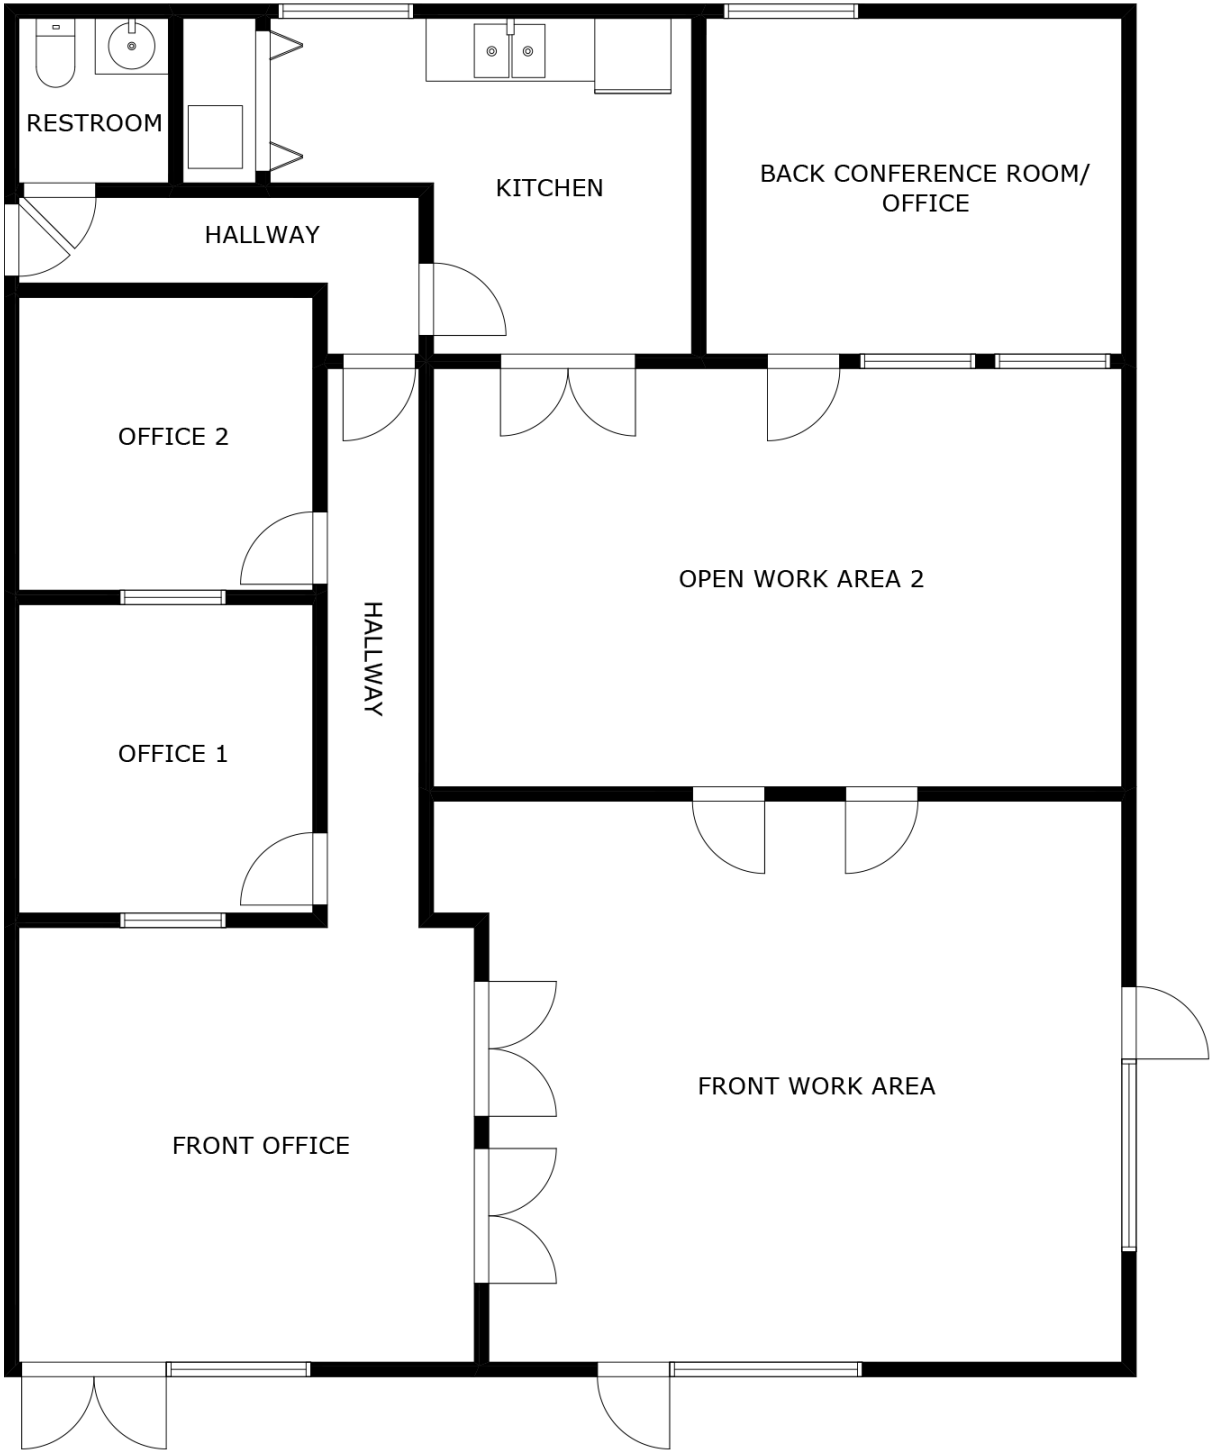 RESTROOM
KITCHEN
BACK CONFERENCE ROOM/
OFFICE
HALLWAY
OFFICE 2
OPEN WORK AREA 2
HALLWAY
OFFICE 1
FRONT WORK AREA
FRONT OFFICE